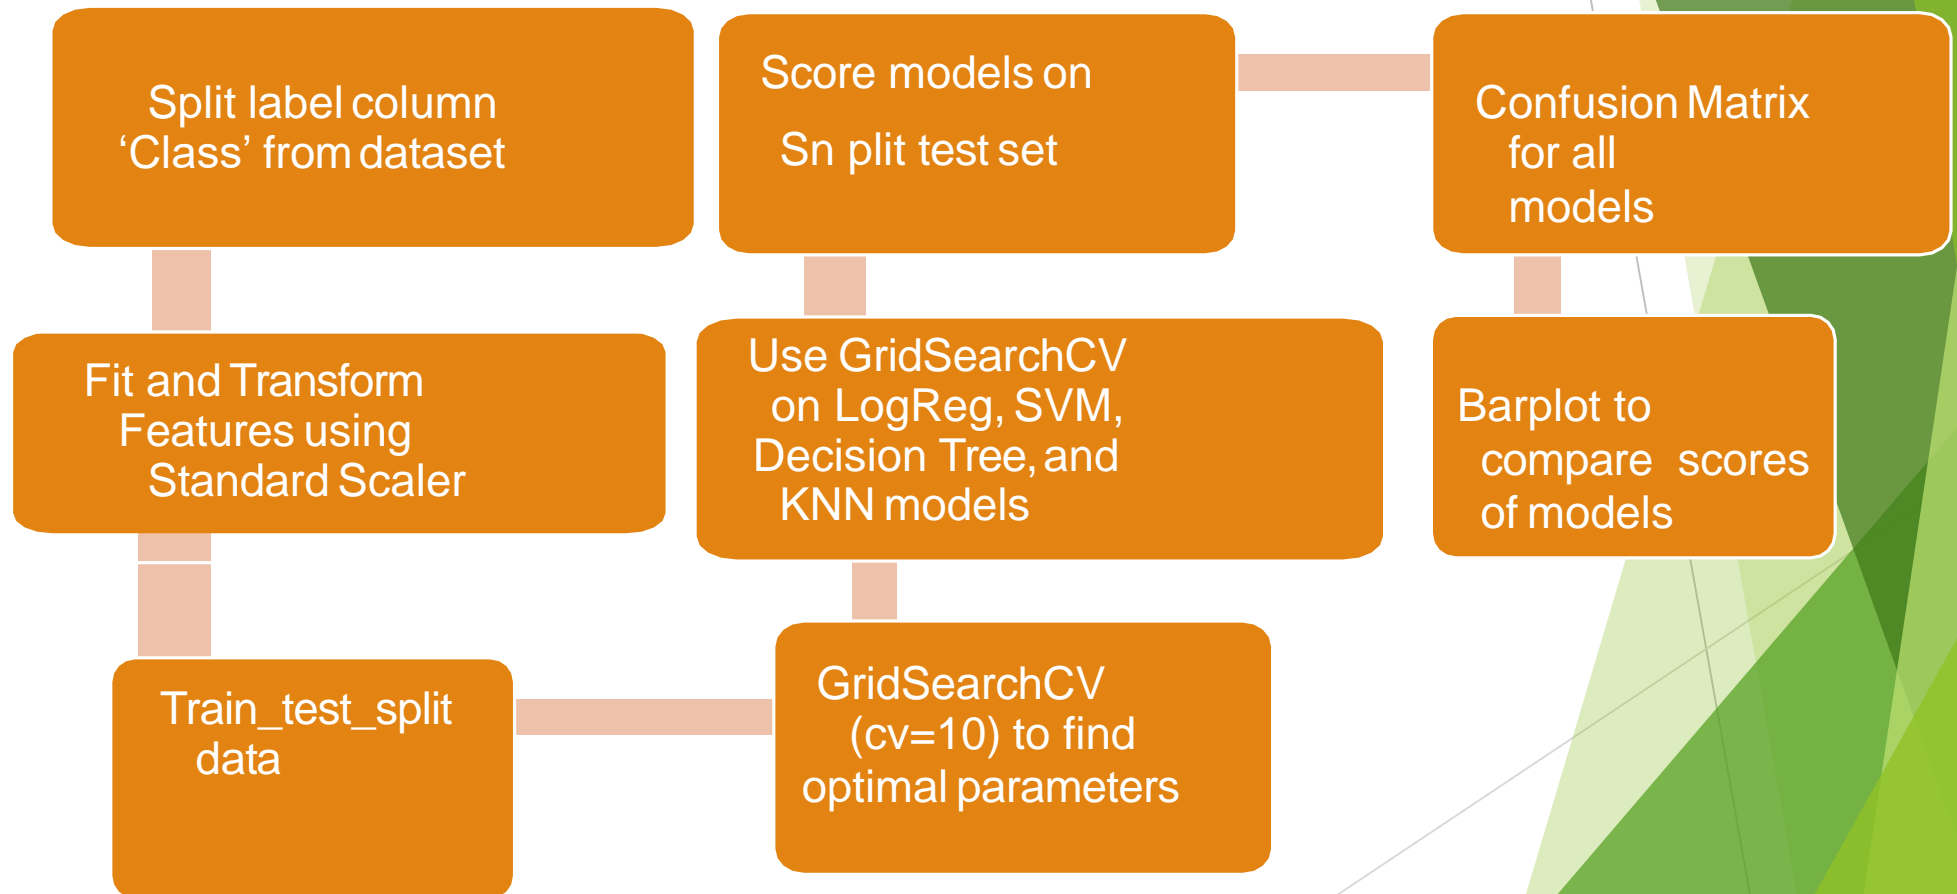 Split label column
‘Class’ from dataset
Fit and Transform
Features using
Standard Scaler
Train_test_split
data
GridSearchCV
(cv=10) to find
optimal parameters
Use GridSearchCV
on LogReg, SVM,
Decision Tree, and
KNN models
Score models on
Sn plit test set
Confusion Matrix
for all
models
Barplot to
compare scores
of models